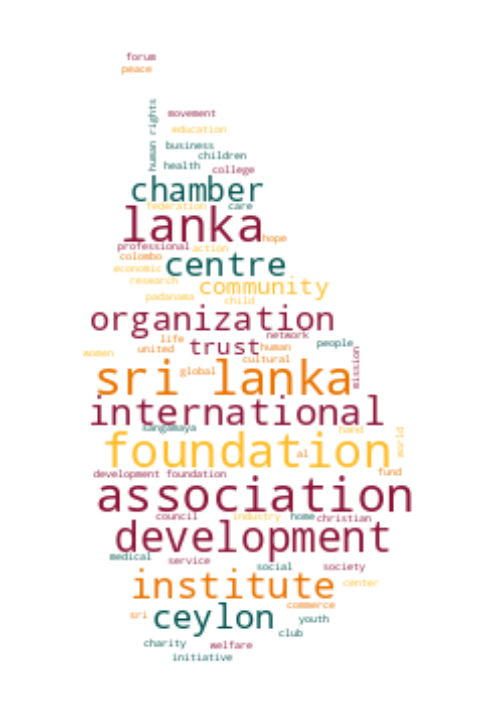 forum
peace
human rights
movement
education
business
children
health
college
chamber
federation care
lanka
hope
professional action
colombo
centre
economic
research
community
padanama
child
organization
life
network
united
trust
human
people
women
cultural
mission
global
sri lanka
international
sangamaya
hand
foundation
al
world
development foundation
fund
association
council
industry
home
christian
development
medical
service
social
society
institute
center
commerce
sri
ceylon
youth
club
charity
welfare
initiative